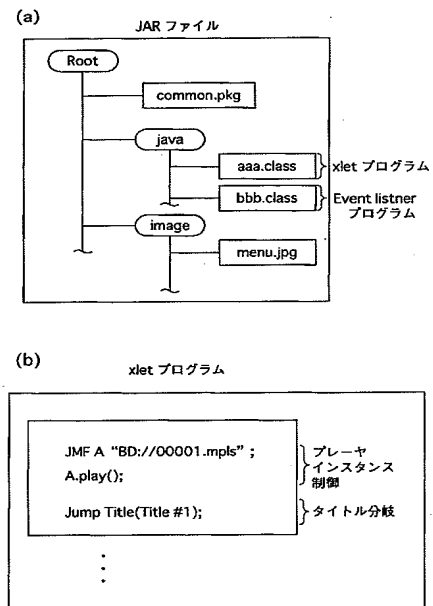 (a)
JAR ファイル
Root
common.pkg
java
aaa.class
xlet プログラム
bbb.class
Event listner
プログラム
image
menu.jpg
(b)
xlet プログラム
JMF A “BD://00001.mpls” ;
A.play();
プレーヤ
インスタンス
制御
Jump Title(Title #1);
タイトル分岐